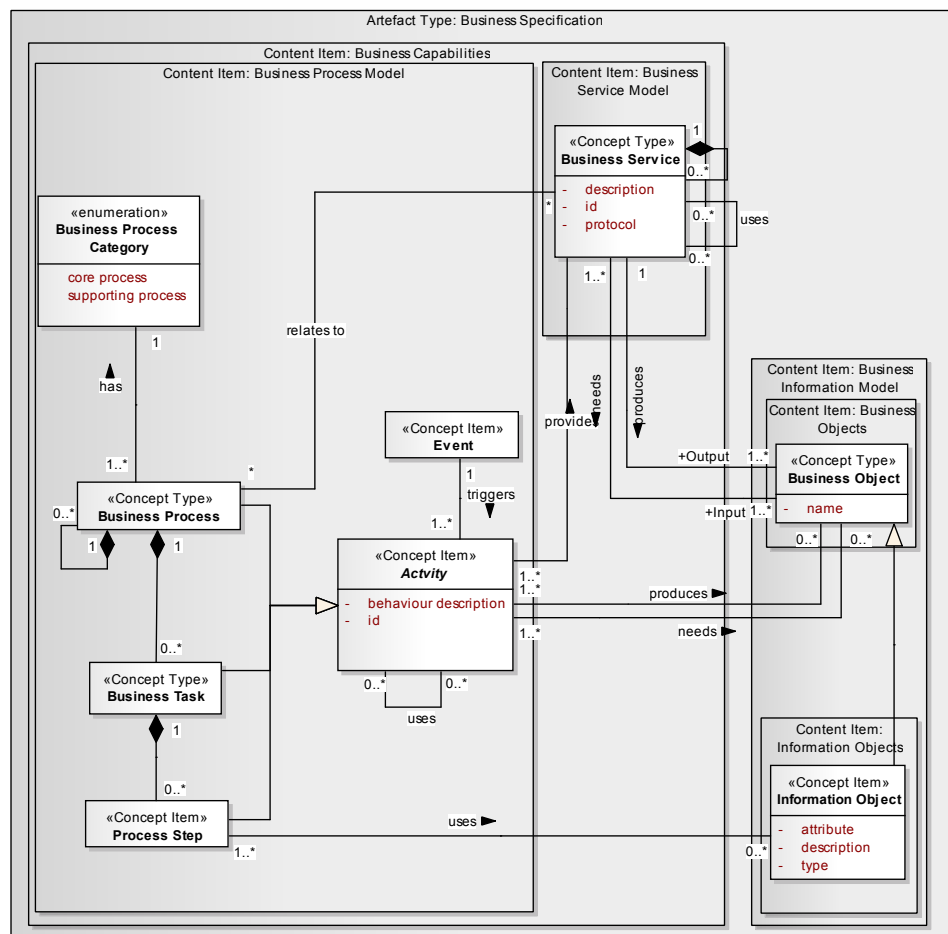 Artefact Type: Business Specification
Content Item: Business Capabilities
Content Item: Business Process Model
Content Item: Business
Service Model
«Concept Type»
Business Service
- description
- id
- protocol
1
0..*
0..*
uses
0..*
*
1..*
1
«enumeration»
Business Process
Category
core process
supporting process
1
has
1..*
relates to
*
needs
produces
provides
Content Item: Business
Information Model
Content Item: Business
Objects
«Concept Type»
Business Object
- name
+Output
1..*
+Input
1..*
0..*
0..*
«Concept Item»
Event
1
triggers
1..*
«Concept Type»
Business Process
0..*
1
1
0..*
«Concept Item»
Actvity
- behaviour description
- id
1..*
1..*
1..*
produces
needs
0..*
0..*
uses
«Concept Type»
Business Task
1
0..*
«Concept Item»
Process Step
1..*
uses
0..*
Content Item:
Information Objects
«Concept Item»
Information Object
- attribute
- description
- type